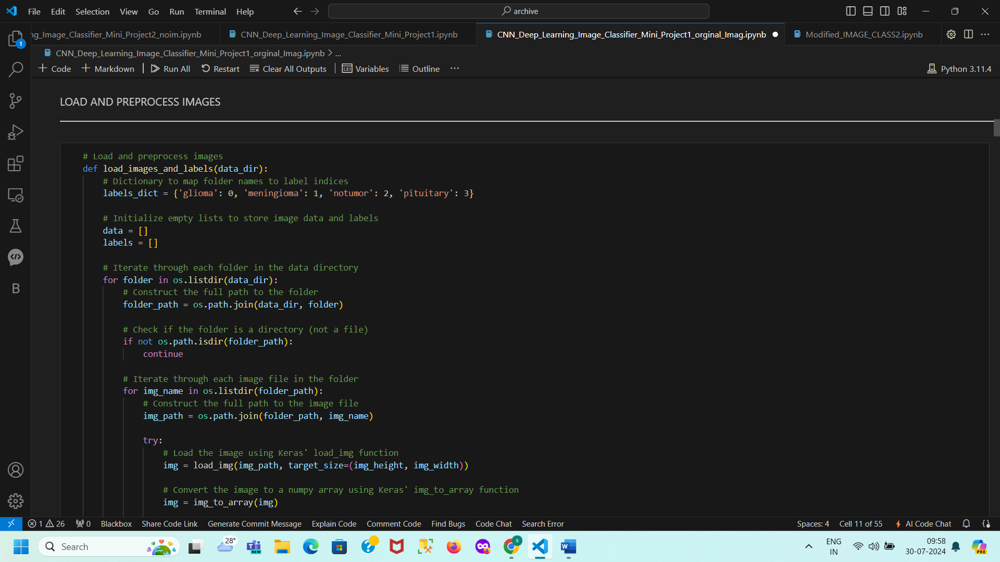 File Edit Selection View Go Run Terminal Help
archive
ng_Image_Classifier_Mini_Project2_noim.ipynb
CNN_Deep_Learning_Image_Classifier_Mini_Project1.ipynb
CNN_Deep_Learning_Image_Classifier_Mini_Project1_orginal_Imag.ipynb
Modified_IMAGE_CLASS2.ipynb
1
CNN_Deep_Learning_Image_Classifier_Mini_Project1_orginal_Imag.ipynb > ...
+ Code + Markdown | Run All Restart Clear All Outputs | Variables Outline ...
Python 3.11.4
LOAD AND PREPROCESS IMAGES
# Load and preprocess images
def load_images_and_labels(data_dir):
# Dictionary to map folder names to label indices
labels_dict = {'glioma': 0, 'meningioma': 1, 'notumor': 2, 'pituitary': 3}
# Initialize empty lists to store image data and labels
data = []
labels = []
# Iterate through each folder in the data directory
for folder in os.listdir(data_dir):
# Construct the full path to the folder
folder_path = os.path.join(data_dir, folder)
# Check if the folder is a directory (not a file)
if not os.path.isdir(folder_path):
continue
# Iterate through each image file in the folder
for img_name in os.listdir(folder_path):
# Construct the full path to the image file
img_path = os.path.join(folder_path, img_name)
try:
# Load the image using Keras' load_img function
img = load_img(img_path, target_size=(img_height, img_width))
# Convert the image to a numpy array using Keras' img_to_array function
img = img_to_array(img)
B
1 26 0 Blackbox Share Code Link Generate Commit Message Explain Code Comment Code Find Bugs Code Chat Search Error
Spaces: 4 Cell 11 of 55 AI Code Chat
Search
28°
NEW
S
W
ENG
IN
09:58
30-07-2024
PRE